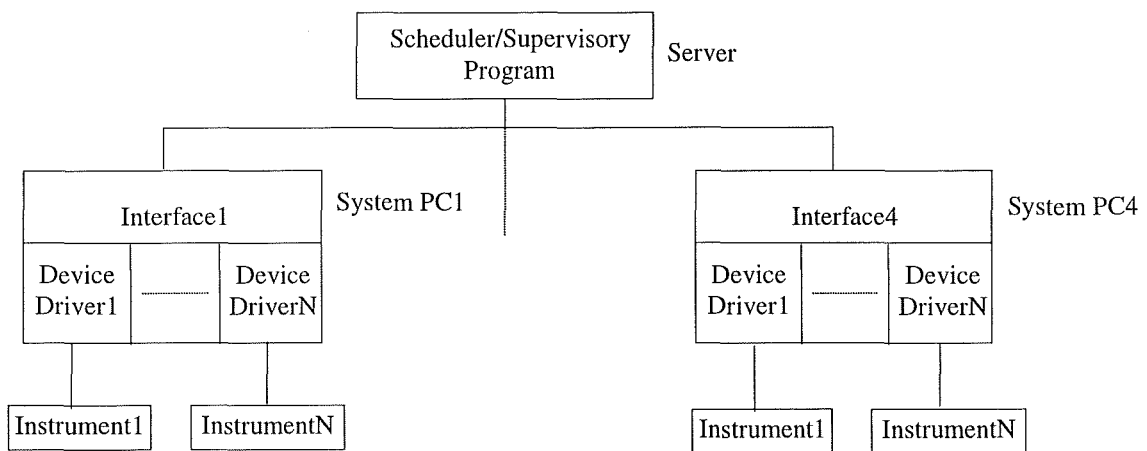 Scheduler/Supervisory
Program
Server
Interface1
System PC1
Interface4
System PC4
Device
Driver1
Device
DriverN
Device
Driver1
Device
DriverN
Instrument1
InstrumentN
Instrument1
InstrumentN